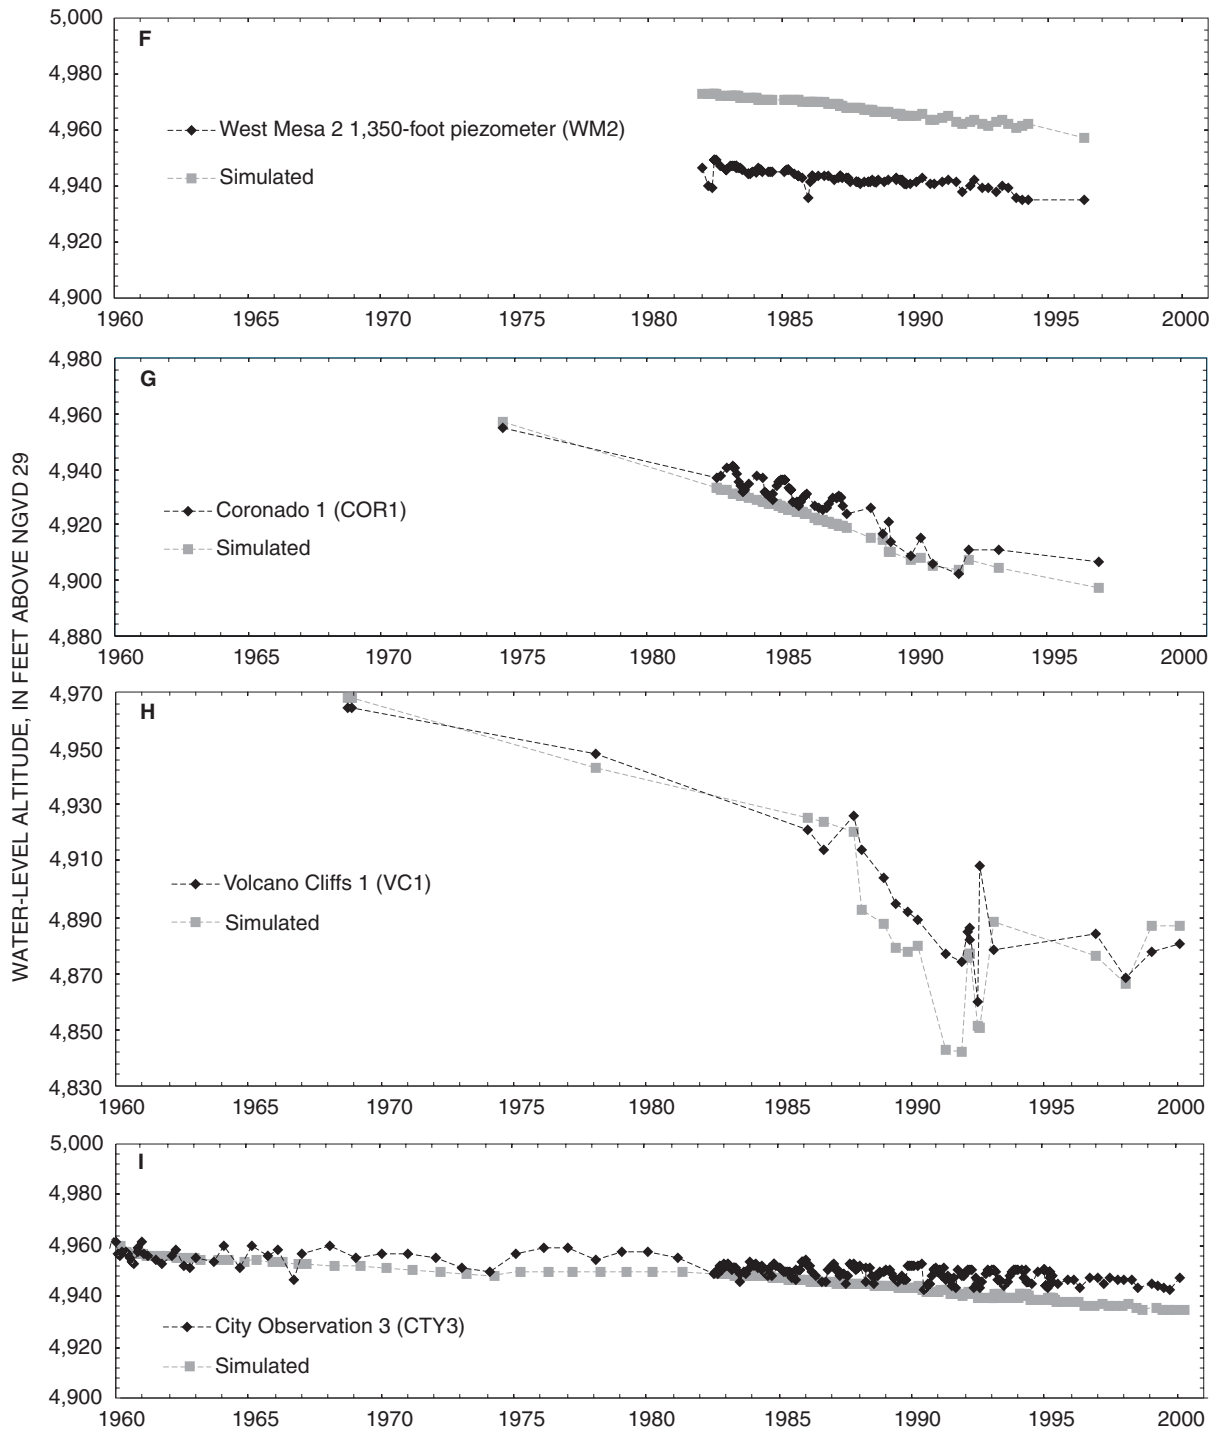 WATER-LEVEL ALTITUDE, IN FEET ABOVE NGVD 29
F
5,000
4,980
4,960
4,940
4,920
4,900
West Mesa 2 1,350-foot piezometer (WM2)
Simulated
1960 1965 1970 1975 1980 1985 1990 1995 2000
G
4,980
4,960
4,940
4,920
4,900
4,880
Coronado 1 (COR1)
Simulated
1960 1965 1970 1975 1980 1985 1990 1995 2000
H
4,970
4,950
4,930
4,910
4,890
4,870
4,850
4,830
Volcano Cliffs 1 (VC1)
Simulated
1960 1965 1970 1975 1980 1985 1990 1995 2000
I
5,000
4,980
4,960
4,940
4,920
4,900
City Observation 3 (CTY3)
Simulated
1960 1965 1970 1975 1980 1985 1990 1995 2000